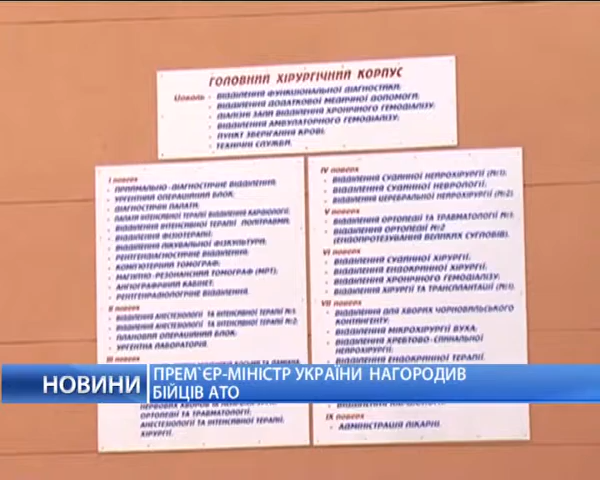 ГОЛОВНИЙ ХІРУРГІЧНИЙ КОРПУС
Цоколь - ВІДДІЛЕННЯ ФУНКЦІОНАЛЬНОЇ ДІАГНОСТИКИ;
- ВІДДІЛЕННЯ ДОДАТКОВОЇ МЕДИЧНОЇ ДОПОМОГИ;
- ДІАЛІЗНІ ЗАЛИ ВІДДІЛЕННЯ ХРОНІЧНОГО ГЕМОДІАЛІЗУ;
- ВІДДІЛЕННЯ АМБУЛАТОРНОГО ГЕМОДІАЛІЗУ;
- ПУНКТ ЗБЕРІГАННЯ КРОВІ;
- ТЕХНІЧНІ СЛУЖБИ.
I поверх
- ПРИЙМАЛЬНО-ДІАГНОСТИЧНЕ ВІДДІЛЕННЯ;
- УРГЕНТНИЙ ОПЕРАЦІЙНИЙ БЛОК;
- ДІАГНОСТИЧНІ ПАЛАТИ;
- ПАЛАТИ ІНТЕНСИВНОЇ ТЕРАПІЇ ВІДДІЛЕННЯ КАРДІОЛОГІЇ;
- ВІДДІЛЕННЯ ІНТЕНСИВНОЇ ТЕРАПІЇ ПОЛІТРАВМИ;
- ВІДДІЛЕННЯ ФІЗІОТЕРАПІЇ;
- ВІДДІЛЕННЯ ЛІКУВАЛЬНОЇ ФІЗКУЛЬТУРИ;
- РЕНТГЕНДІАГНОСТИЧНЕ ВІДДІЛЕННЯ;
- КОМП'ЮТЕРНИЙ ТОМОГРАФ;
- МАГНІТНО-РЕЗОНАНСНИЙ ТОМОГРАФ (МРТ);
- АНГІОГРАФІЧНИЙ КАБІНЕТ;
- РЕНТГЕНРАДІОЛОГІЧНЕ ВІДДІЛЕННЯ.
II поверх
- ВІДДІЛЕННЯ АНЕСТЕЗІОЛОГІЇ ТА ІНТЕНСИВНОЇ ТЕРАПІЇ №1;
- ВІДДІЛЕННЯ АНЕСТЕЗІОЛОГІЇ ТА ІНТЕНСИВНОЇ ТЕРАПІЇ №2;
- ПЛАНОВИЙ ОПЕРАЦІЙНИЙ БЛОК;
- УРГЕНТНА ЛАБОРАТОРІЯ.
III поверх
ОРТОПЕДІЇ ТА ТРАВМАТОЛОГІЇ;
АНЕСТЕЗІОЛОГІЇ ТА ІНТЕНСИВНОЇ ТЕРАПІЇ;
ХІРУРГІЇ.
IV поверх
- ВІДДІЛЕННЯ СУДИННОЇ НЕЙРОХІРУРГІЇ (№1);
- ВІДДІЛЕННЯ СУДИННОЇ НЕВРОЛОГІЇ;
- ВІДДІЛЕННЯ ЦЕРЕБРАЛЬНОЇ НЕЙРОХІРУРГІЇ (№2)
V поверх
- ВІДДІЛЕННЯ ОРТОПЕДІЇ ТА ТРАВМАТОЛОГІЇ №1;
- ВІДДІЛЕННЯ ОРТОПЕДІЇ №2
(ЕНДОПРОТЕЗУВАННЯ ВЕЛИКИХ СУГЛОБІВ).
VI поверх
- ВІДДІЛЕННЯ СУДИННОЇ ХІРУРГІЇ;
- ВІДДІЛЕННЯ ЕНДОКРИННОЇ ХІРУРГІЇ;
- ВІДДІЛЕННЯ ХРОНІЧНОГО ГЕМОДІАЛІЗУ;
- ВІДДІЛЕННЯ ХІРУРГІЇ ТА ТРАНСПЛАНТАЦІЇ (№1).
VII поверх
- ВІДДІЛЕННЯ ДЛЯ ХВОРИХ ЧОРНОБИЛЬСЬКОГО
КОНТИНГЕНТУ;
- ВІДДІЛЕННЯ МІКРОХІРУРГІЇ ВУХА;
- ВІДДІЛЕННЯ ХРЕБТОВО-СПІНАЛЬНОЇ
НЕЙРОХІРУРГІЇ;
- ВІДДІЛЕННЯ ЕНДОКРИННОЇ ТЕРАПІЇ.
IX поверх
- АДМІНІСТРАЦІЯ ЛІКАРНІ.
НОВИНИ
ПРЕМ`ЄР-МІНІСТР УКРАЇНИ НАГОРОДИВ
БІЙЦІВ АТО